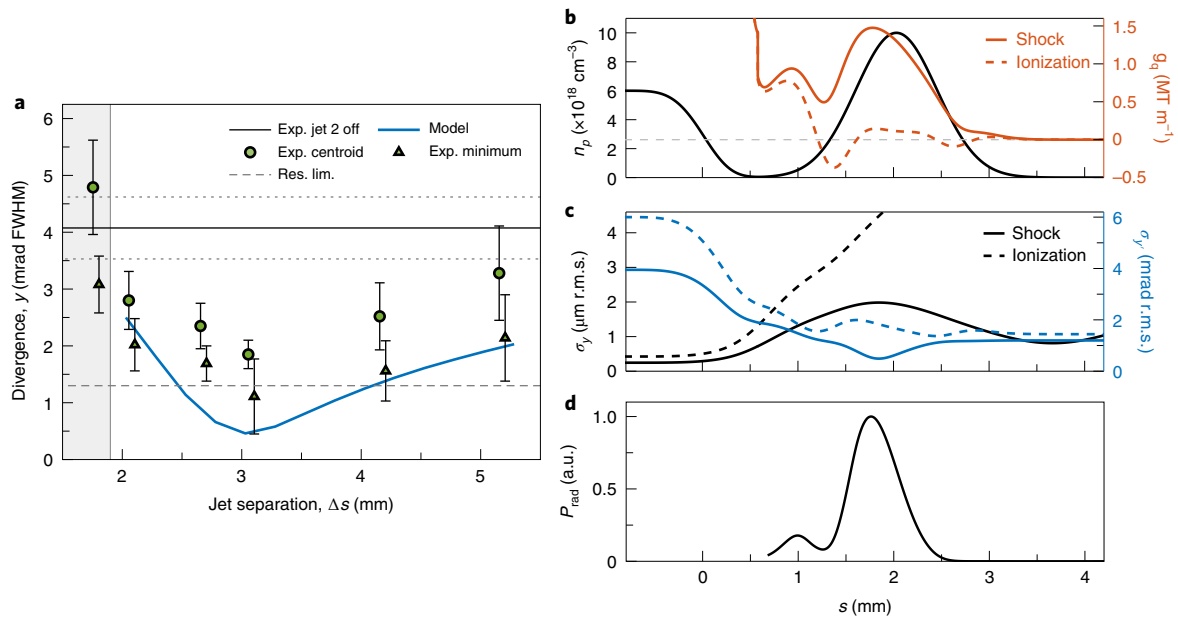 a
Exp. jet 2 off
Model
Exp. centroid
Exp. minimum
Res. lim.
Divergence, y (mrad FWHM)
5
4
3
2
1
0
2
3
4
5
Jet separation, Δs (mm)
b
Shock
Ionization
n_p (×10^18 cm^−3)
10
8
6
4
2
0
1.5
1.0
0.5
0
−0.5
g_q (MT m^−1)
c
Shock
Ionization
σ_y (μm r.m.s.)
4
3
2
1
0
6
4
2
0
σ_y′ (mrad r.m.s.)
d
P_rad (a.u.)
1.0
0.5
0
0
1
2
3
4
s (mm)